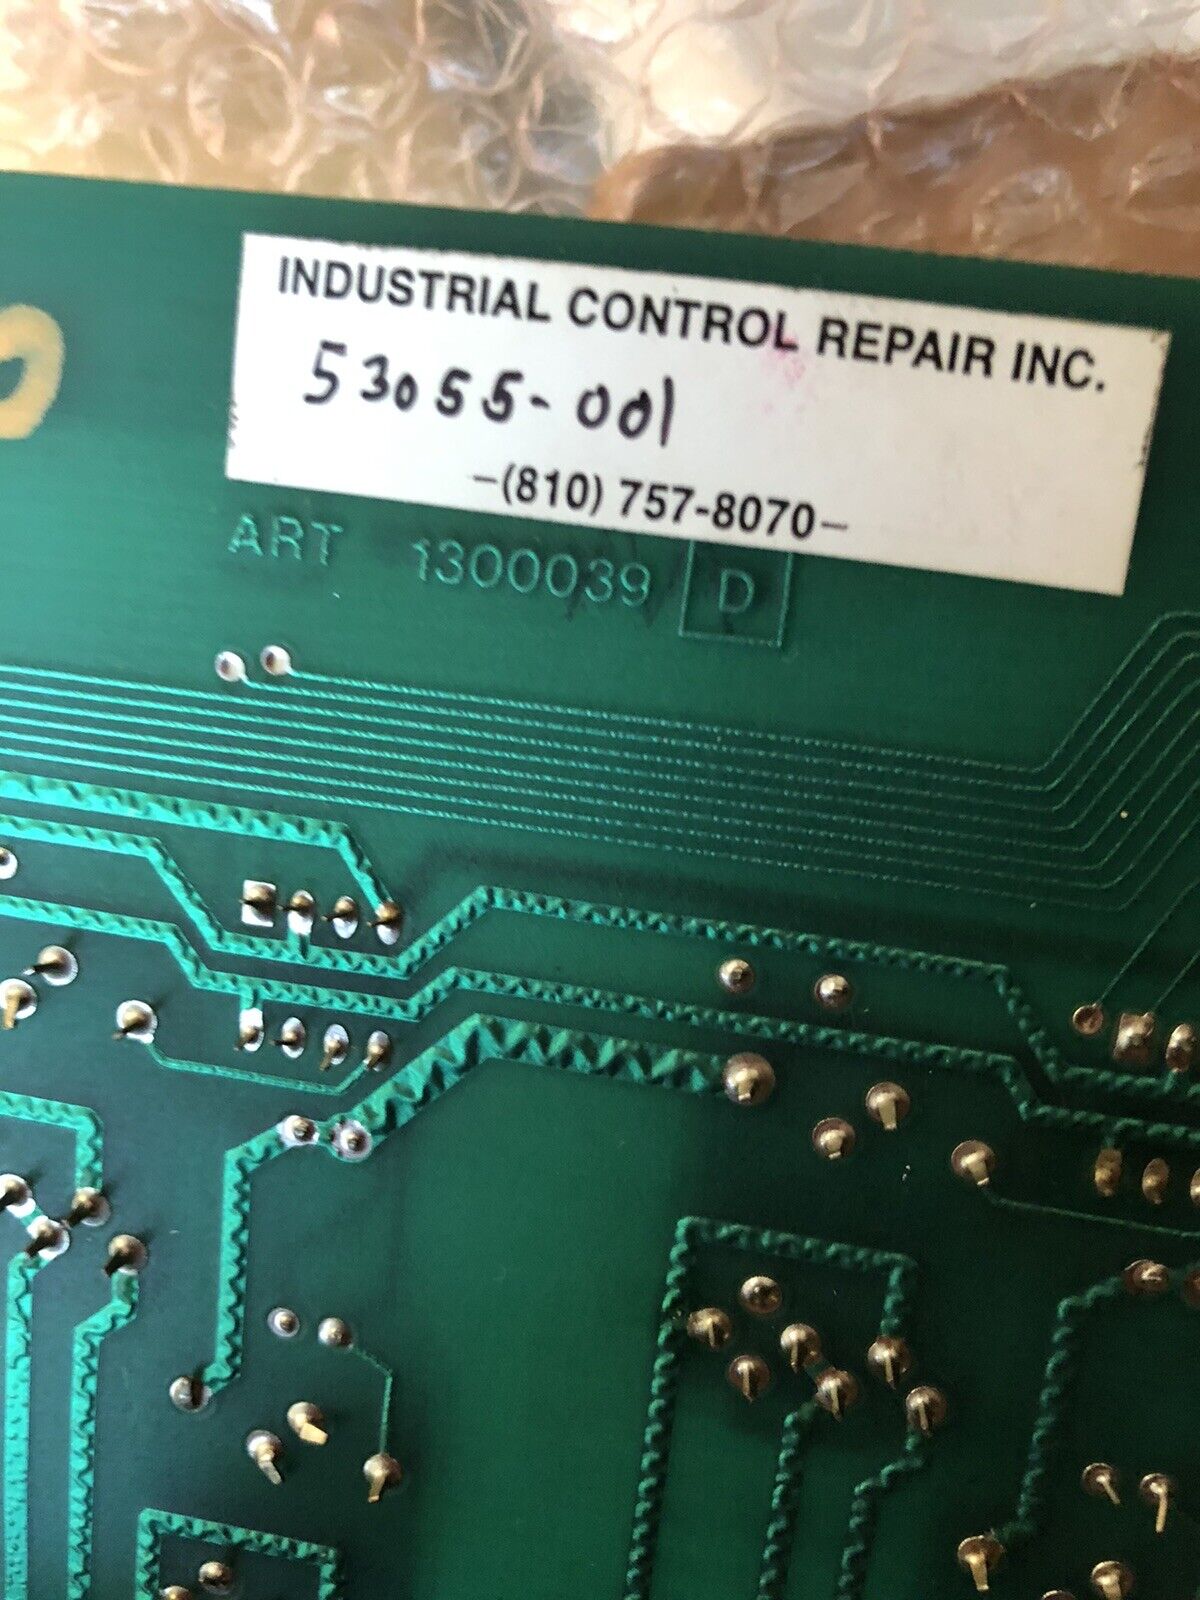 INDUSTRIAL CONTROL REPAIR INC.
53055-001
-(810) 757-8070-
ART 1300039 D